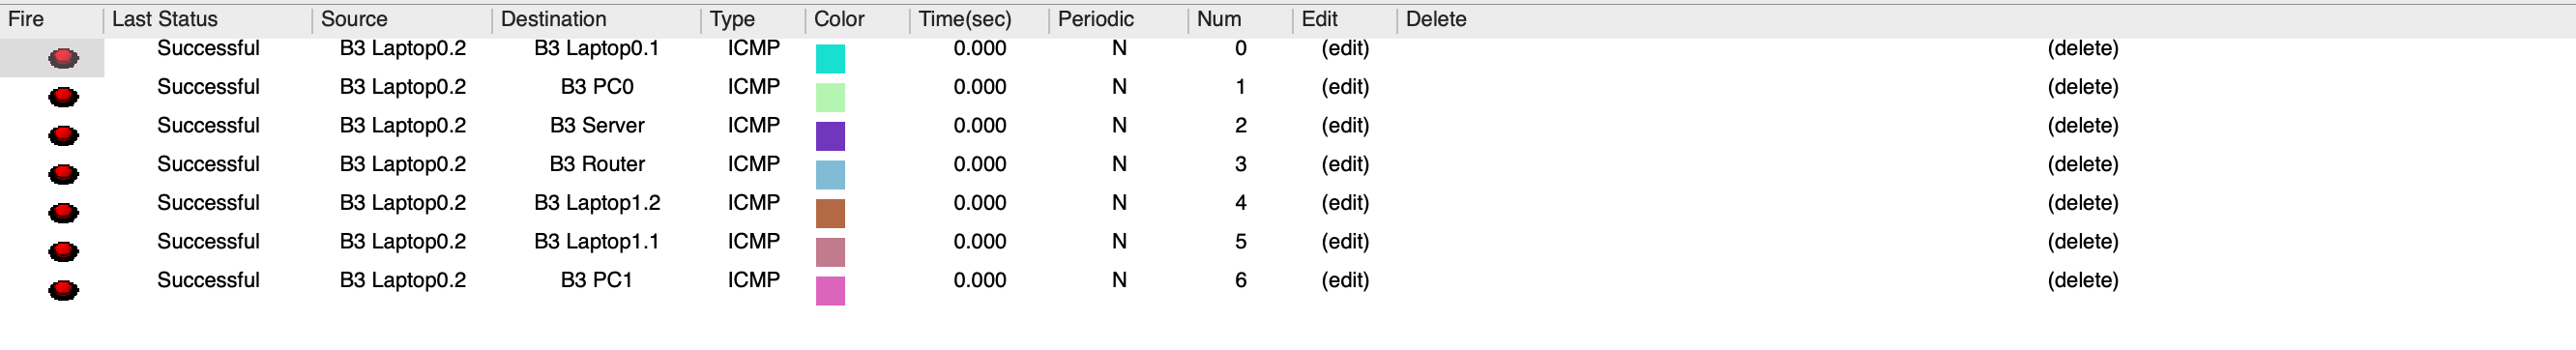 Fire Last Status Source Destination Type Color Time(sec) Periodic Num Edit Delete
Successful B3 Laptop0.2 B3 Laptop0.1 ICMP 0.000 N 0 (edit) (delete)
Successful B3 Laptop0.2 B3 PC0 ICMP 0.000 N 1 (edit) (delete)
Successful B3 Laptop0.2 B3 Server ICMP 0.000 N 2 (edit) (delete)
Successful B3 Laptop0.2 B3 Router ICMP 0.000 N 3 (edit) (delete)
Successful B3 Laptop0.2 B3 Laptop1.2 ICMP 0.000 N 4 (edit) (delete)
Successful B3 Laptop0.2 B3 Laptop1.1 ICMP 0.000 N 5 (edit) (delete)
Successful B3 Laptop0.2 B3 PC1 ICMP 0.000 N 6 (edit) (delete)